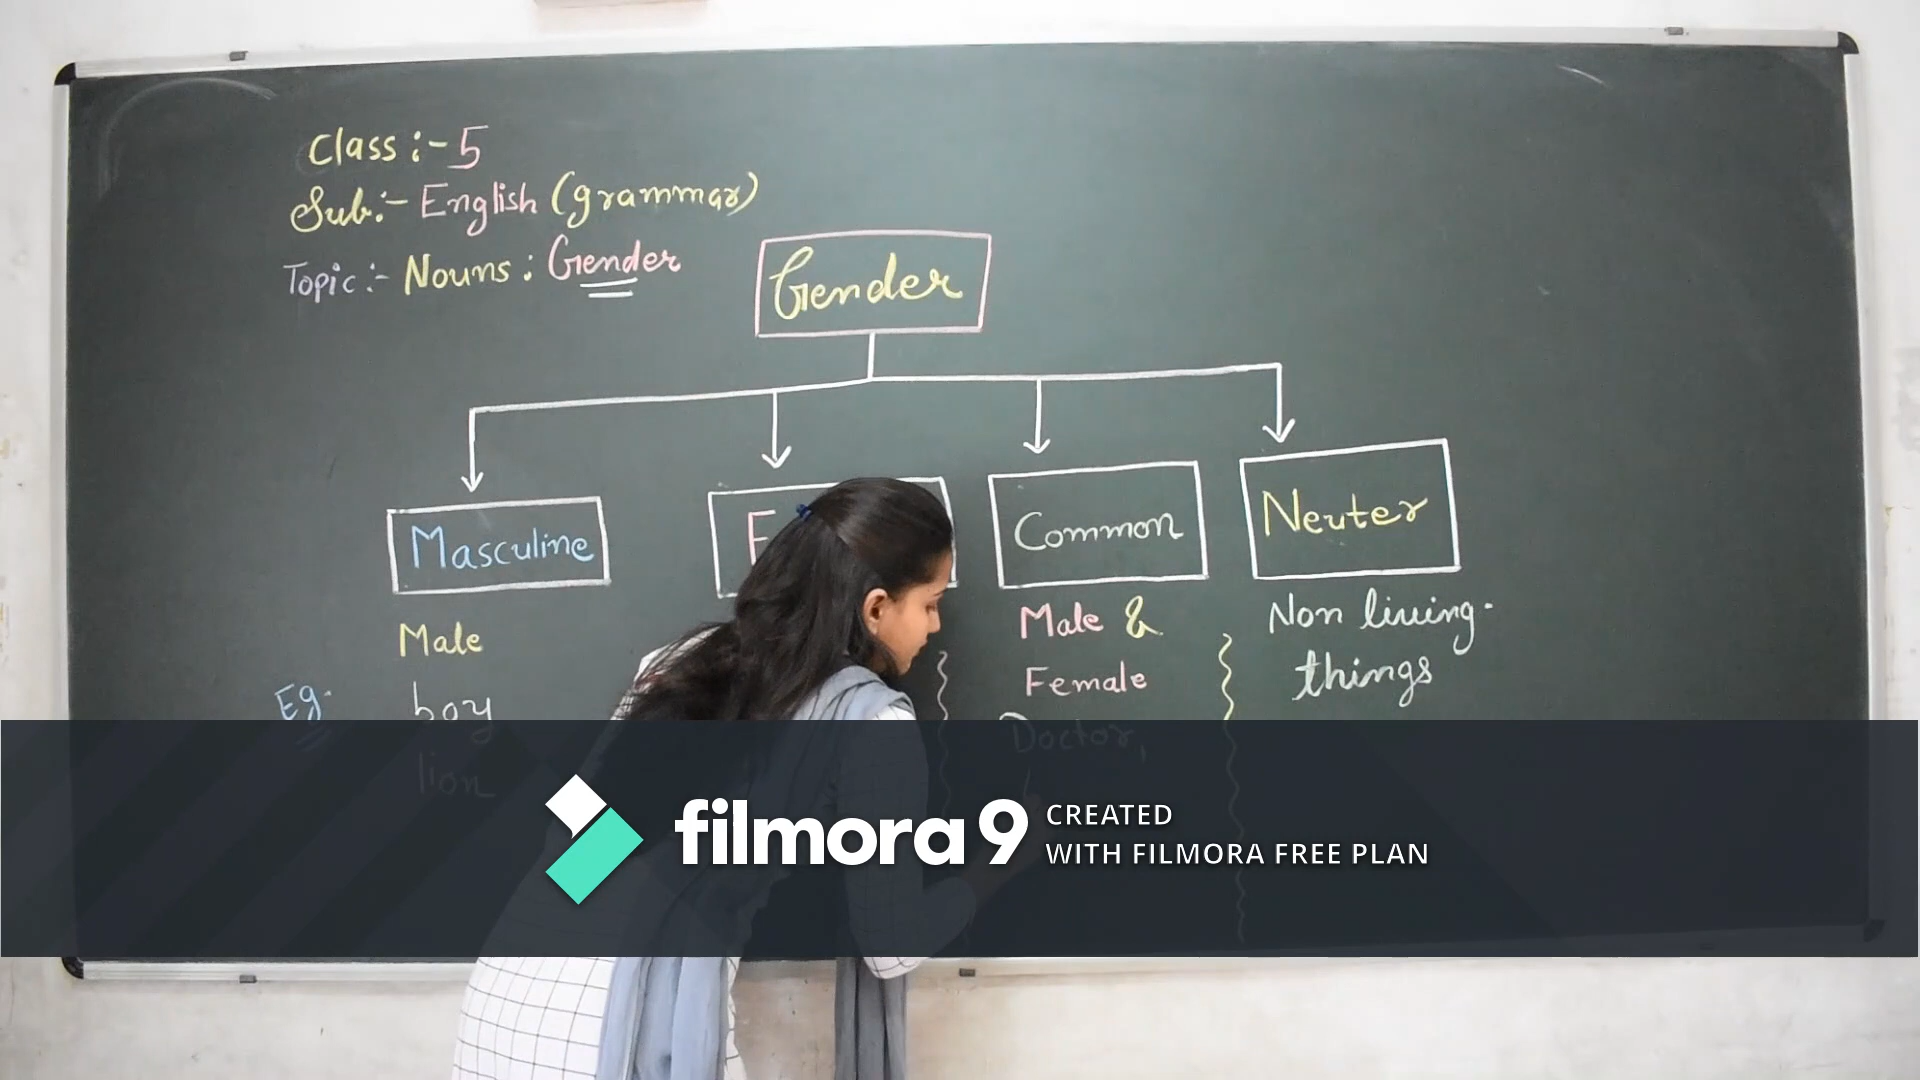 Class :- 5
Sub:- English (grammar)
Topic :- Nouns : Gender
Gender
Masculine
Common
Neuter
Male
Male &
Female
Non living
things
Eg.
boy
lion
Doctor,
filmora 9
CREATED
WITH FILMORA FREE PLAN